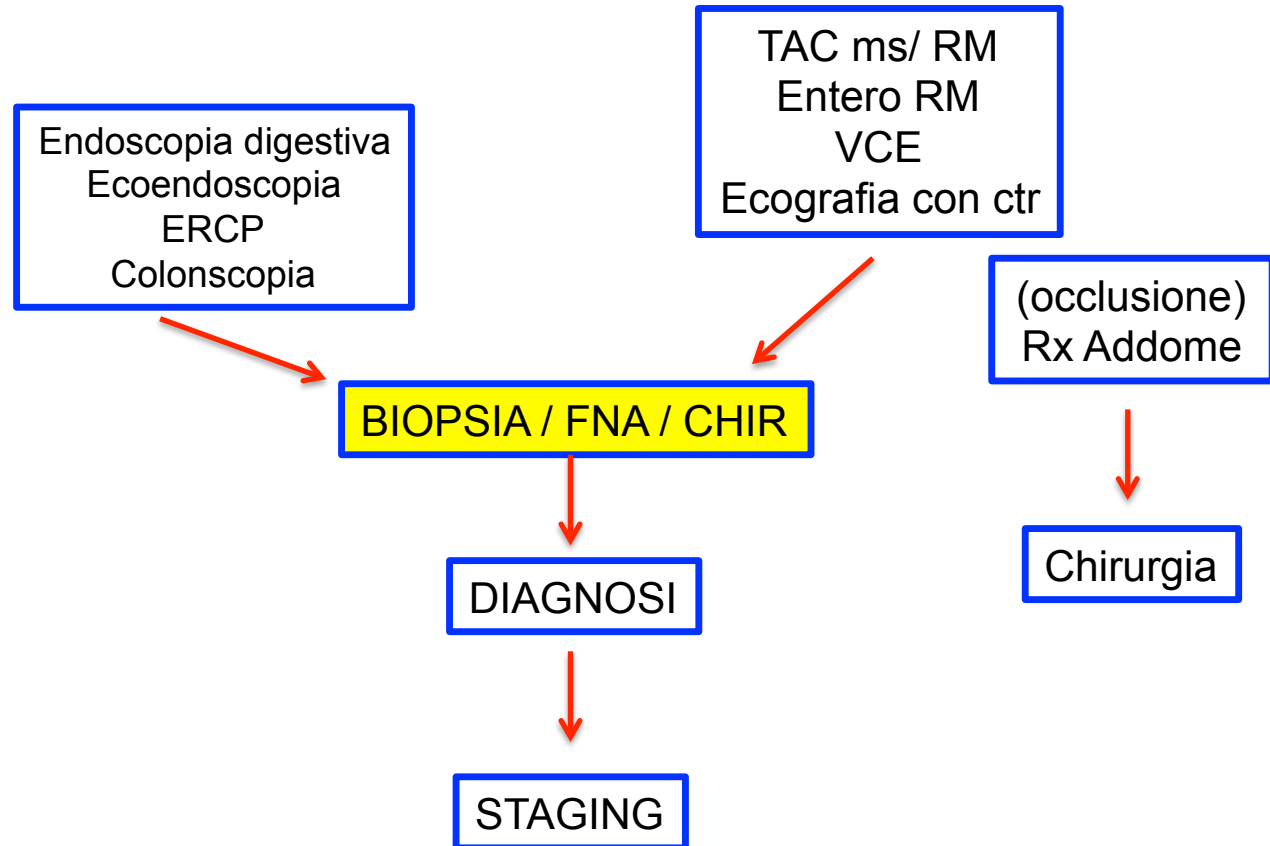 Endoscopia digestiva
Ecoendoscopia
ERCP
Colonscopia
TAC ms/ RM
Entero RM
VCE
Ecografia con ctr
(occlusione)
Rx Addome
BIOPSIA / FNA / CHIR
Chirurgia
DIAGNOSI
STAGING